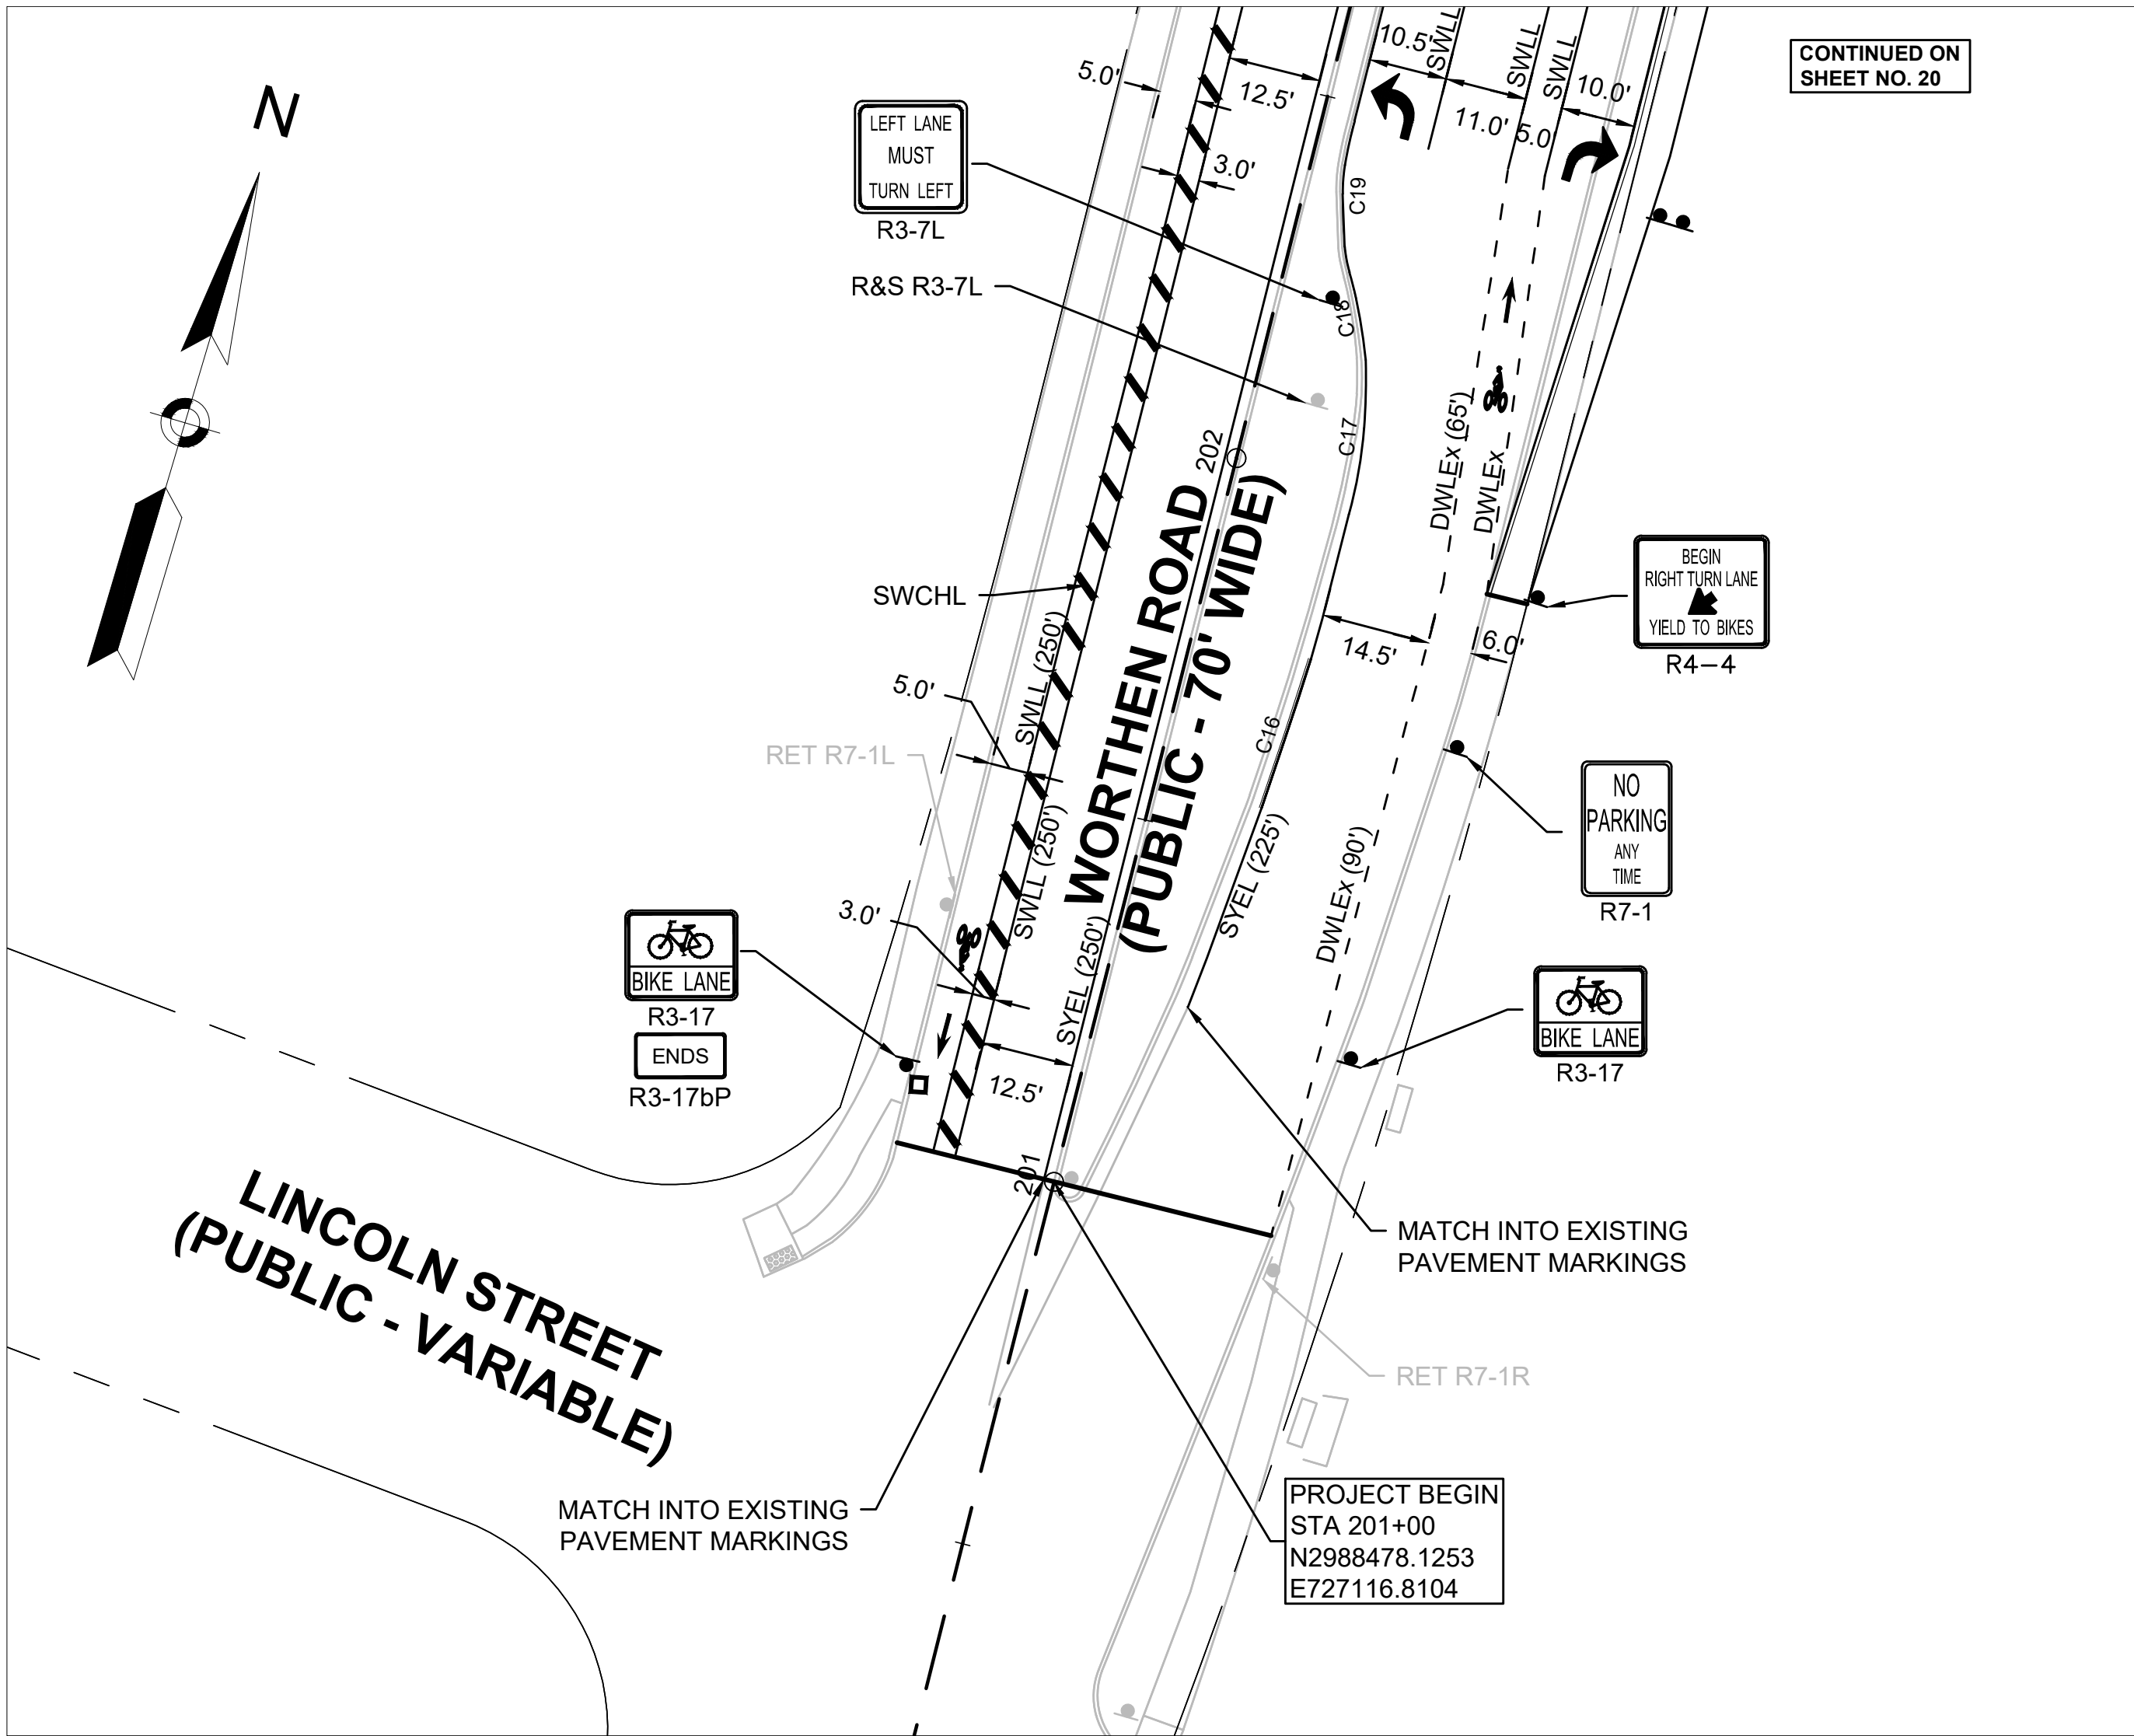 CONTINUED ON
SHEET NO. 20
N
5.0'
12.5'
3.0'
10.5'
SWLL
SWLL
SWLL
10.0'
11.0'
5.0'
LEFT LANE
MUST
TURN LEFT
R3-7L
R&S R3-7L
C19
C18
C17
C16
202
WORTHEN ROAD
(PUBLIC - 70' WIDE)
DWLEx (65')
DWLEx
BEGIN
RIGHT TURN LANE
YIELD TO BIKES
R4-4
SWCHL
SWLL (250')
14.5'
6.0'
5.0'
RET R7-1L
SWLL (250')
SYEL (225')
DWLEx (90')
NO
PARKING
ANY
TIME
R7-1
3.0'
BIKE LANE
R3-17
ENDS
R3-17bP
SYEL (250')
BIKE LANE
R3-17
12.5'
201
LINCOLN STREET
(PUBLIC - VARIABLE)
MATCH INTO EXISTING
PAVEMENT MARKINGS
RET R7-1R
MATCH INTO EXISTING
PAVEMENT MARKINGS
PROJECT BEGIN
STA 201+00
N2988478.1253
E727116.8104